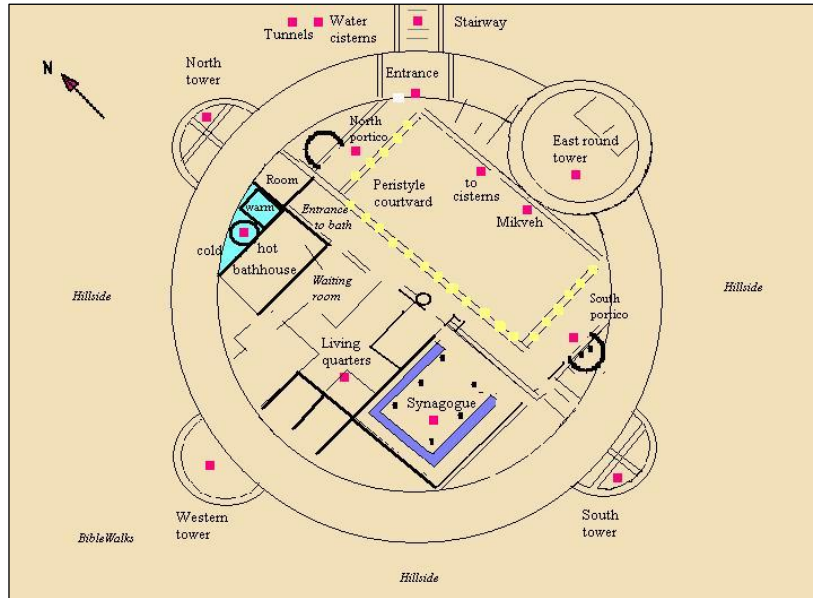 Tunnels
Water
cisterns
Stairway
North
tower
N
Entrance
North
portico
East round
tower
Room
Peristyle
courtyard
to
cisterns
Mikveh
warm
Entrance
to bath
cold
hot
bathhouse
Waiting
room
Hillside
Hillside
South
portico
Living
quarters
Synagogue
Western
tower
South
tower
BibleWalks
Hillside